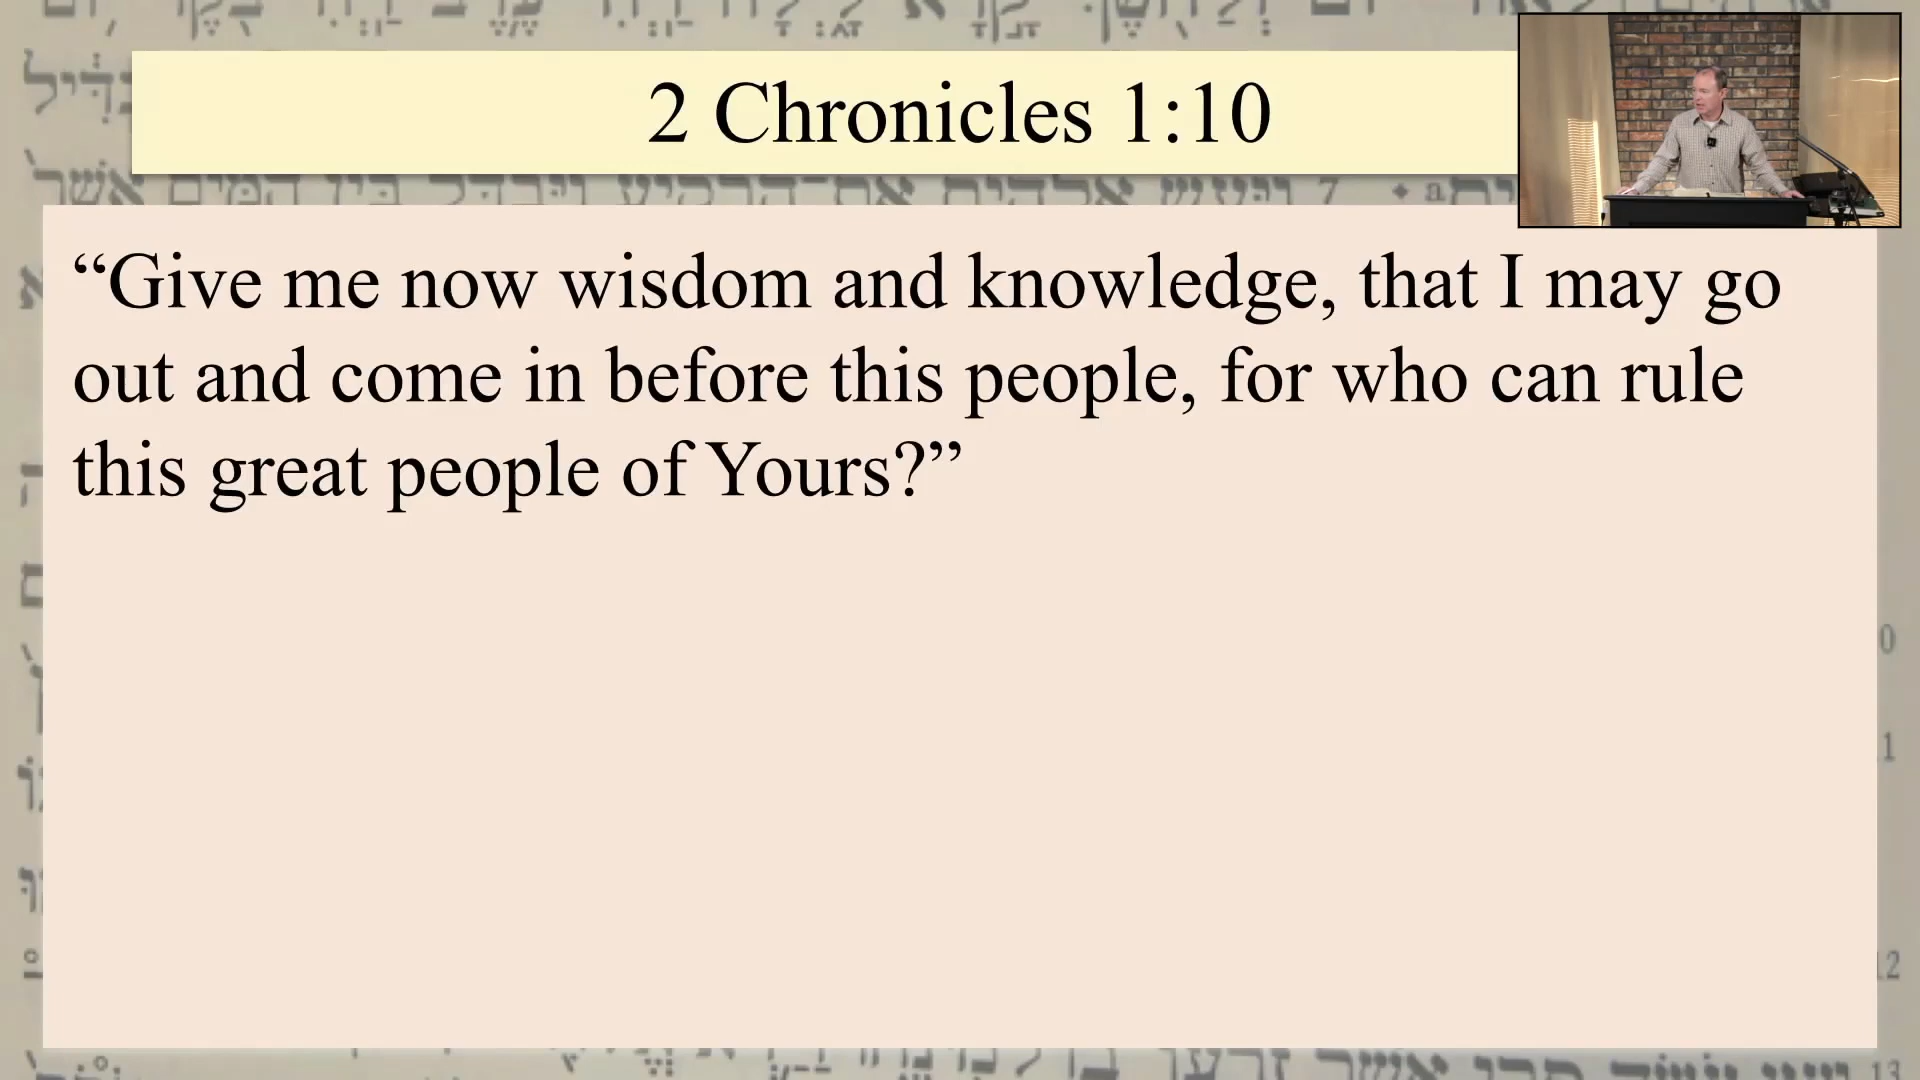 2 Chronicles 1:10
“Give me now wisdom and knowledge, that I may go
out and come in before this people, for who can rule
this great people of Yours?”